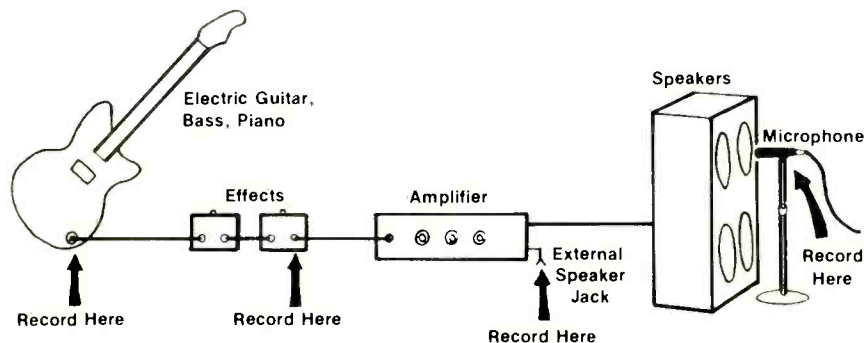 Electric Guitar,
Bass, Piano
Effects
Amplifier
Speakers
Microphone
External
Speaker
Jack
Record Here
Record Here
Record Here
Record
Here